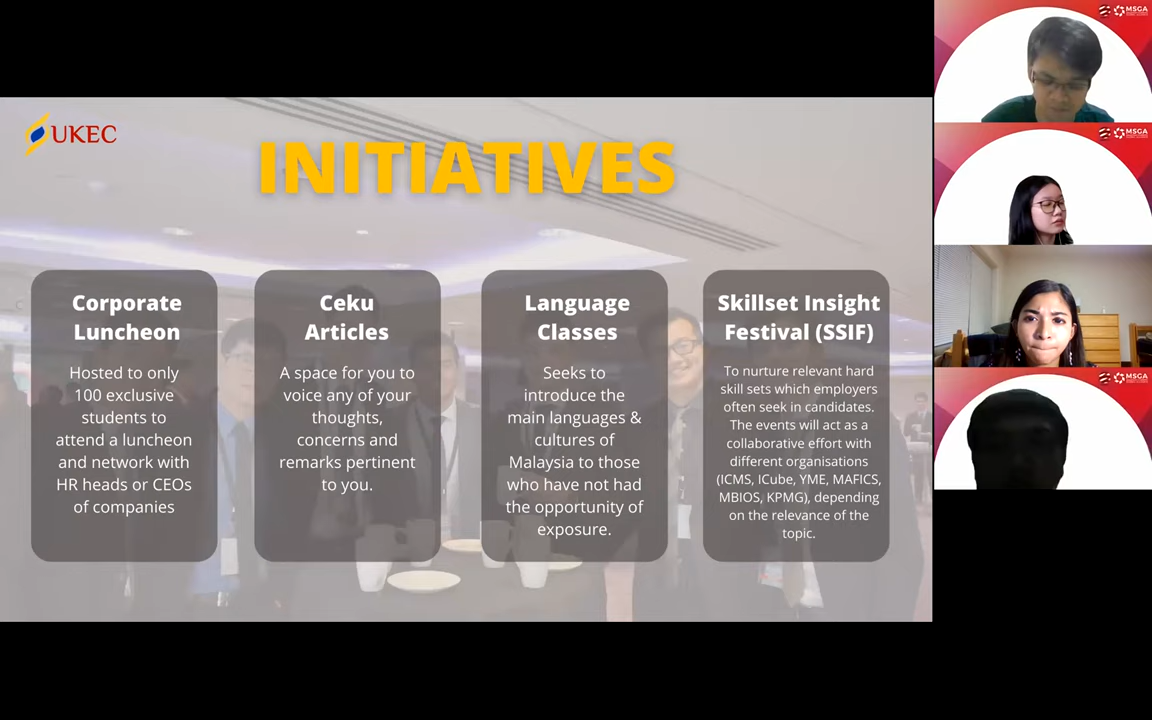 UKEC
INITIATIVES
Corporate
Luncheon
Hosted to only
100 exclusive
students to
attend a luncheon
and network with
HR heads or CEOs
of companies
Ceku
Articles
A space for you to
voice any of your
thoughts,
concerns and
remarks pertinent
to you.
Language
Classes
Seeks to
introduce the
main languages &
cultures of
Malaysia to those
who have not had
the opportunity of
exposure.
Skillset Insight
Festival (SSIF)
To nurture relevant hard
skill sets which employers
often seek in candidates.
The events will act as a
collaborative effort with
different organisations
(ICMS, ICube, YME, MAFICS,
MBIOS, KPMG), depending
on the relevance of the
topic.
MSGA
MSGA
MSGA